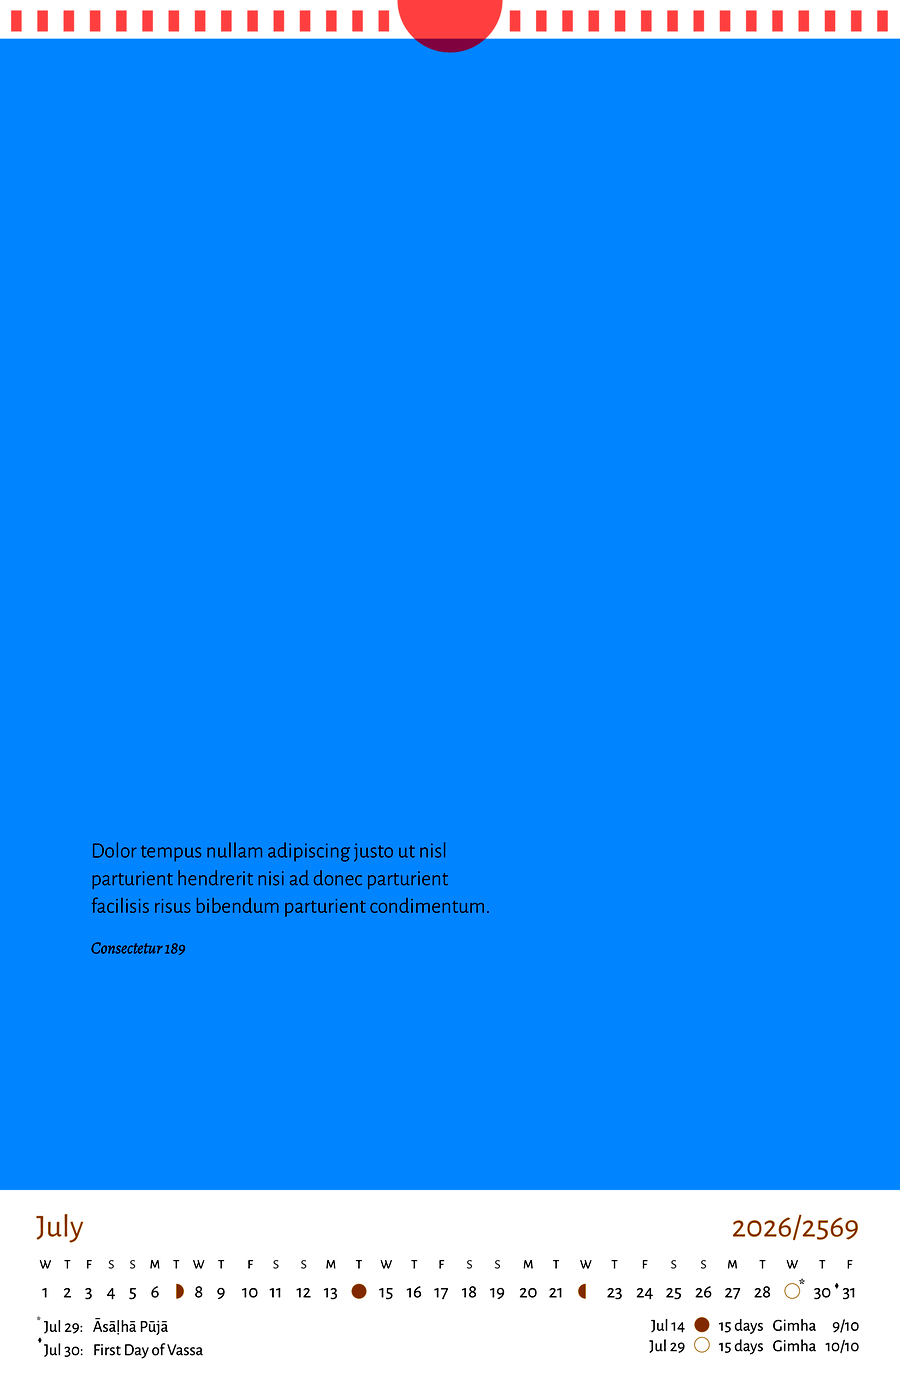 Dolor tempus nullam adipiscing justo ut nisl
parturient hendrerit nisi ad donec parturient
facilisis risus bibendum parturient condimentum.
Consectetur 189
July 2026/2569
W T F S S M T W T F S S M T W T F S S M T W T F S S M T W T F
1 2 3 4 5 6 8 9 10 11 12 13 15 16 17 18 19 20 21 23 24 25 26 27 28 * 30 ♦ 31
* Jul 29: Āsāḷhā Pūjā
♦ Jul 30: First Day of Vassa
Jul 14 15 days Gimha 9/10
Jul 29 15 days Gimha 10/10